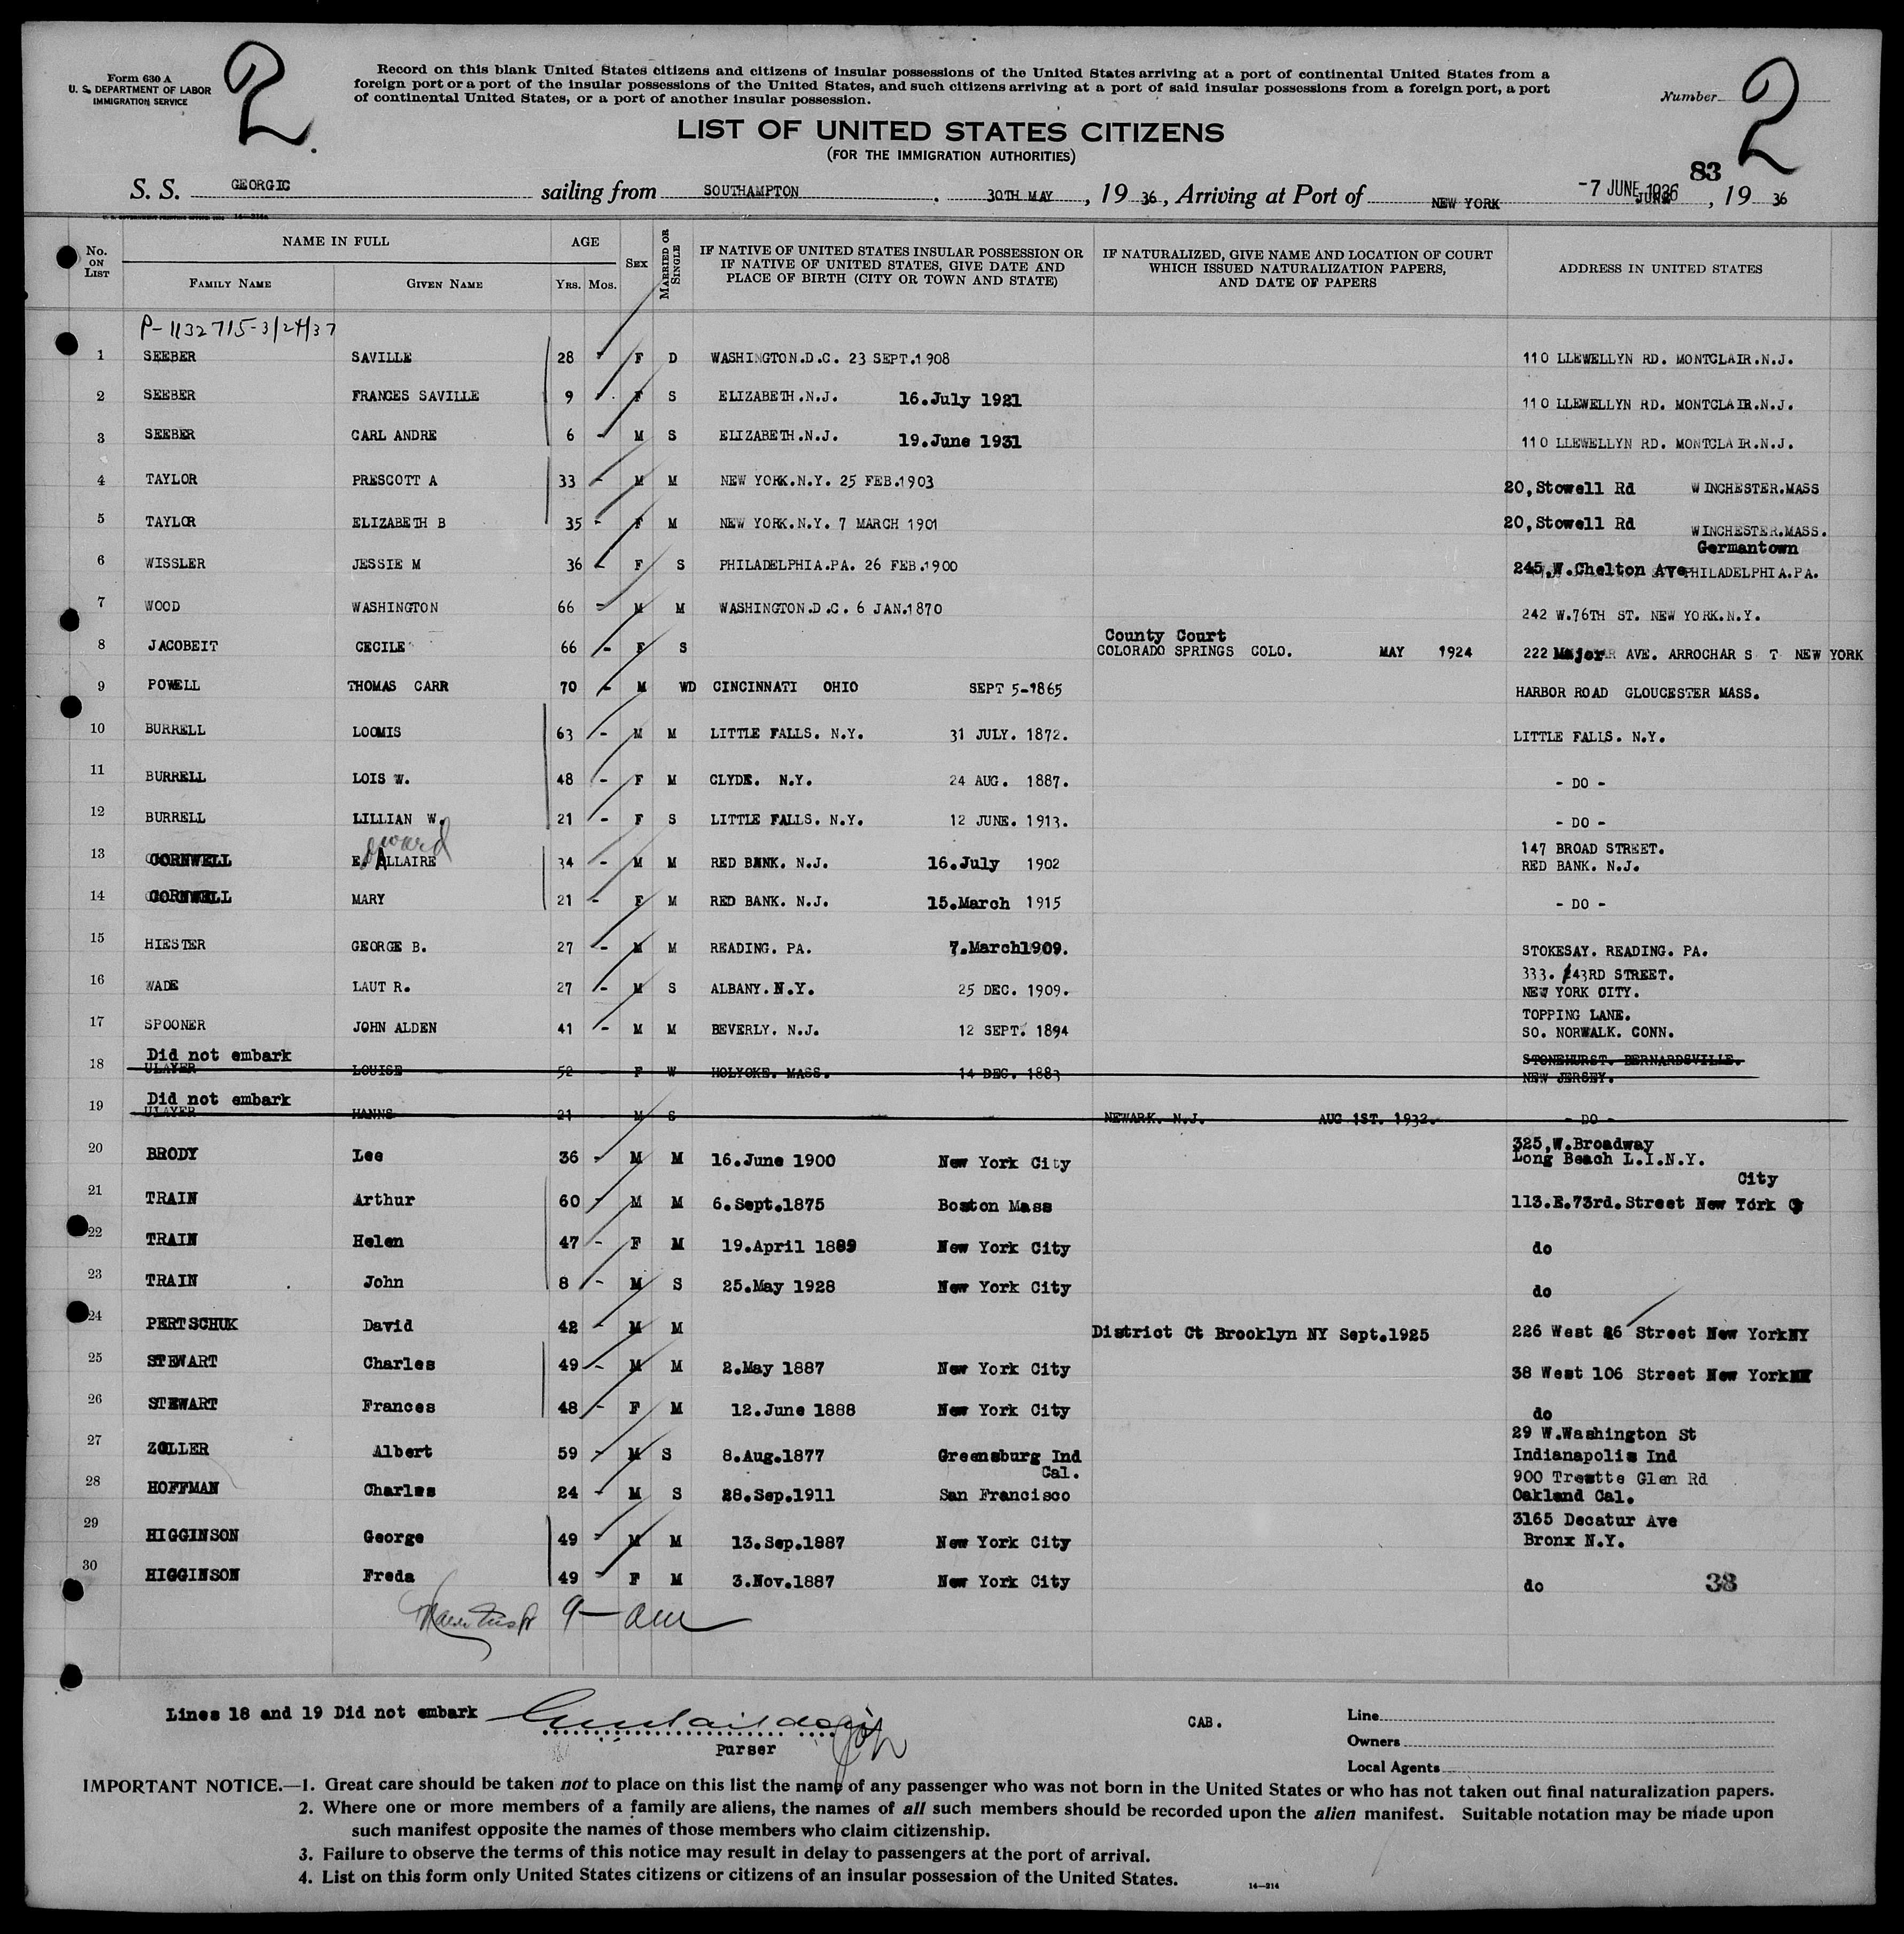 Form 630 A
U. S. DEPARTMENT OF LABOR
IMMIGRATION SERVICE
2
Record on this blank United States citizens and citizens of insular possessions of the United States arriving at a port of continental United States from a
foreign port or a port of the insular possessions of the United States, and such citizens arriving at a port of said insular possessions from a foreign port, a port
of continental United States, or a port of another insular possession.
Number 2
LIST OF UNITED STATES CITIZENS
(FOR THE IMMIGRATION AUTHORITIES)
83
S. S. GEORGIC sailing from SOUTHAMPTON . 30TH MAY , 19 36 , Arriving at Port of NEW YORK -7 JUNE 1936 JUNE , 19 36
No. ON LIST NAME IN FULL AGE SEX MARRIED OR SINGLE IF NATIVE OF UNITED STATES INSULAR POSSESSION OR IF NATIVE OF UNITED STATES, GIVE DATE AND PLACE OF BIRTH (CITY OR TOWN AND STATE) IF NATURALIZED, GIVE NAME AND LOCATION OF COURT WHICH ISSUED NATURALIZATION PAPERS, AND DATE OF PAPERS ADDRESS IN UNITED STATES
FAMILY NAME GIVEN NAME YRS. MOS.
P-1132715-3/24/37
1 SEEBER SAVILLE 28 - F D WASHINGTON.D.C. 23 SEPT.1908 110 LLEWELLYN RD. MONTCLAIR.N.J.
2 SEEBER FRANCES SAVILLE 9 - F S ELIZABETH.N.J. 16.July 1921 110 LLEWELLYN RD. MONTCLAIR.N.J.
3 SEEBER CARL ANDRE 6 - M S ELIZABETH.N.J. 19.June 1931 110 LLEWELLYN RD. MONTCLAIR.N.J.
4 TAYLOR PRESCOTT A 33 - M M NEW YORK.N.Y. 25 FEB.1903 20,Stowell Rd WINCHESTER.MASS
5 TAYLOR ELIZABETH B 35 - F M NEW YORK.N.Y. 7 MARCH 1901 20,Stowell Rd WINCHESTER.MASS.
Germantown
6 WISSLER JESSIE M 36 - F S PHILADELPHIA.PA. 26 FEB.1900 245,W.Chelton Ave PHILADELPHIA.PA.
7 WOOD WASHINGTON 66 - M M WASHINGTON.D.C. 6 JAN.1870 242 W.76TH ST. NEW YORK.N.Y.
County Court
8 JACOBEIT CECILE 66 - F S COLORADO SPRINGS COLO. MAY 1924 222 Major AVE. ARROCHAR S T NEW YORK
9 POWELL THOMAS CARR 70 - M WD CINCINNATI OHIO SEPT 5-1865 HARBOR ROAD GLOUCESTER MASS.
10 BURRELL LOOMIS 63 - M M LITTLE FALLS. N.Y. 31 JULY. 1872. LITTLE FALLS. N.Y.
11 BURRELL LOIS W. 48 - F M CLYDE. N.Y. 24 AUG. 1887. - DO -
12 BURRELL LILLIAN W. 21 - F S LITTLE FALLS. N.Y. 12 JUNE. 1913. - DO -
147 BROAD STREET.
13 CORNWELL E. ALLAIRE 34 - M M RED BANK. N.J. 16.July 1902 RED BANK. N.J.
14 CORNWELL MARY 21 - F M RED BANK. N.J. 15.March 1915 - DO -
15 HIESTER GEORGE B. 27 - M M READING. PA. 7.March1909. STOKESAY. READING. PA.
333. 43RD STREET.
16 WADE LAUT R. 27 - M S ALBANY.N.Y. 25 DEC. 1909. NEW YORK CITY.
TOPPING LANE.
17 SPOONER JOHN ALDEN 41 - M M BEVERLY. N.J. 12 SEPT. 1894 SO. NORWALK. CONN.
Did not embark STONEHURST. BERNARDSVILLE.
18 ULAYER LOUISE 52 - F W HOLYOKE. MASS. 14 DEC. 1883 NEW JERSEY.
Did not embark
19 ULAYER HANNS 21 M S - - NEWARK. N.J. AUG 1ST. 1932. - DO -
325,W.Broadway
20 BRODY Lee 36 - M M 16.June 1900 New York City Long Beach L.I.N.Y.
City
21 TRAIN Arthur 60 - M M 6.Sept.1875 Boston Mass 113.E.73rd.Street New York
22 TRAIN Helen 47 - F M 19.April 1889 New York City do
23 TRAIN John 8 - M S 25.May 1928 New York City do
24 PERTSCHUK David 42 - M M District Ct Brooklyn NY Sept.1925 226 West 26 Street New YorkNY
25 STEWART Charles 49 - M M 2.May 1887 New York City 38 West 106 Street New York
26 STEWART Frances 48 - F M 12.June 1888 New York City do
29 W.Washington St
27 ZOLLER Albert 59 - M S 8.Aug.1877 Greensburg Ind Indianapolis Ind
Cal. 900 Trestte Glen Rd
28 HOFFMAN Charles 24 - M S 28.Sep.1911 San Francisco Oakland Cal.
3165 Decatur Ave
29 HIGGINSON George 49 - M M 13.Sep.1887 New York City Bronx N.Y.
30 HIGGINSON Freda 49 - F M 3.Nov.1887 New York City do 38
9-am
Lines 18 and 19 Did not embark
Purser
CAB.
Line
Owners
Local Agents
IMPORTANT NOTICE.—1. Great care should be taken not to place on this list the name of any passenger who was not born in the United States or who has not taken out final naturalization papers.
2. Where one or more members of a family are aliens, the names of all such members should be recorded upon the alien manifest. Suitable notation may be made upon
such manifest opposite the names of those members who claim citizenship.
3. Failure to observe the terms of this notice may result in delay to passengers at the port of arrival.
4. List on this form only United States citizens or citizens of an insular possession of the United States.
14—214